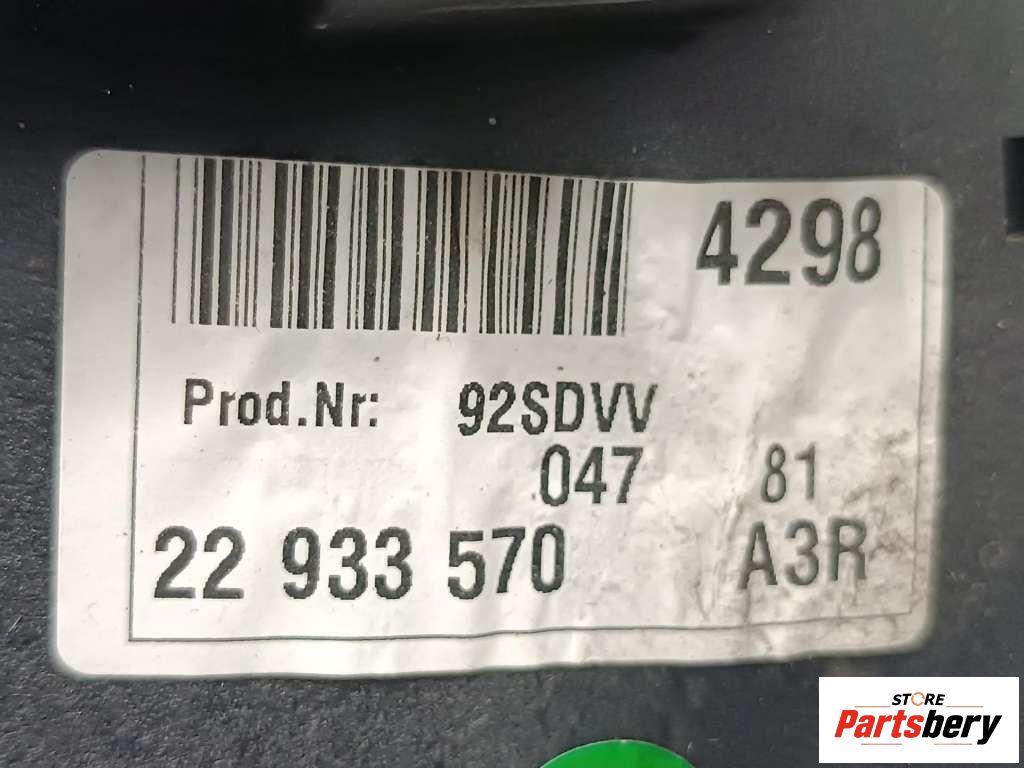 4298
Prod.Nr: 92SDVV
047 81
22 933 570 A3R
STORE
Partsbery